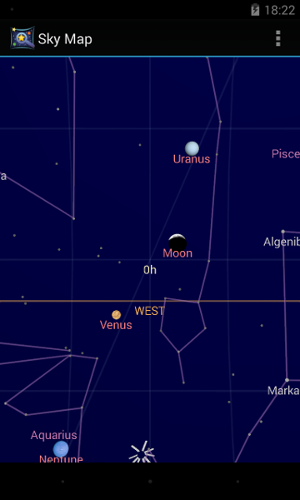 18:22
Sky Map
Uranus
Pisce
a
Moon
Algenib
0h
WEST
Venus
Marka
Aquarius
Neptune